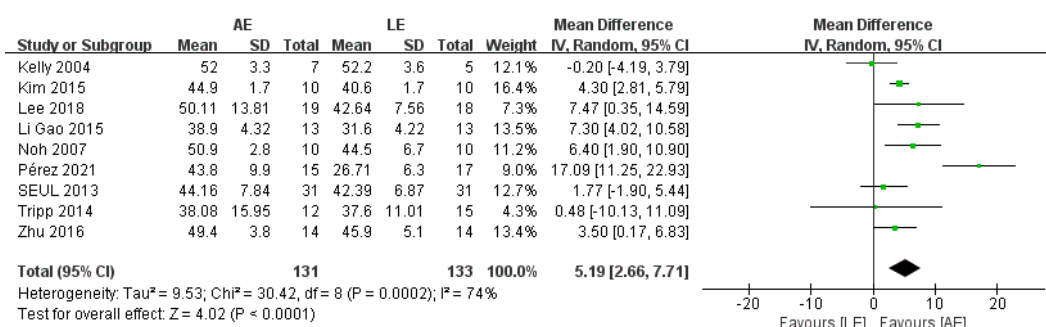 AE LE Mean Difference Mean Difference
Study or Subgroup Mean SD Total Mean SD Total Weight IV, Random, 95% CI IV, Random, 95% CI
Kelly 2004 52 3.3 7 52.2 3.6 5 12.1% -0.20 [-4.19, 3.79]
Kim 2015 44.9 1.7 10 40.6 1.7 10 16.4% 4.30 [2.81, 5.79]
Lee 2018 50.11 13.81 19 42.64 7.56 18 7.3% 7.47 [0.35, 14.59]
Li Gao 2015 38.9 4.32 13 31.6 4.22 13 13.5% 7.30 [4.02, 10.58]
Noh 2007 50.9 2.8 10 44.5 6.7 10 11.0% 6.40 [1.90, 10.90]
Pérez 2021 43.8 9.9 15 26.71 6.3 17 9.2% 17.09 [11.25, 22.93]
SEUL 2013 44.16 7.84 31 42.39 6.87 31 12.7% 1.77 [-1.90, 5.44]
Tripp 2014 38.08 15.95 12 37.6 11.01 15 4.3% 0.48 [-10.13, 11.09]
Zhu 2016 49.4 3.8 14 45.9 5.1 14 13.4% 3.50 [0.17, 6.83]
Total (95% CI) 131 133 100.0% 5.19 [2.66, 7.71]
Heterogeneity: Tau² = 9.53; Chi² = 30.42, df = 8 (P = 0.0002); I² = 74%
Test for overall effect: Z = 4.02 (P < 0.0001)
-20 -10 0 10 20
Favours [LE] Favours [AE]